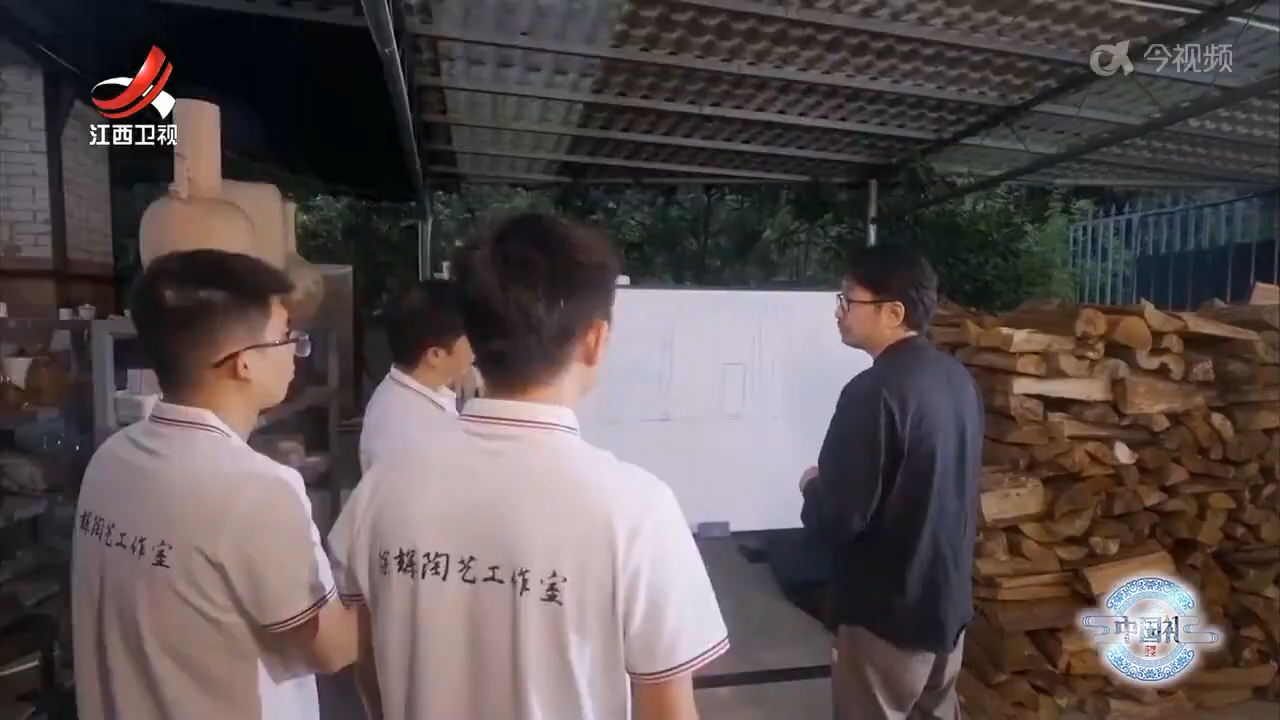 江西卫视
今视频
辉陶艺工作室
辉陶艺工作室
中国礼